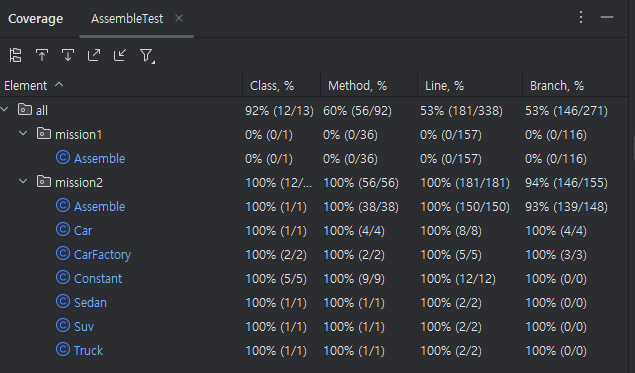 Coverage AssembleTest
Element Class, % Method, % Line, % Branch, %
all 92% (12/13) 60% (56/92) 53% (181/338) 53% (146/271)
mission1 0% (0/1) 0% (0/36) 0% (0/157) 0% (0/116)
Assemble 0% (0/1) 0% (0/36) 0% (0/157) 0% (0/116)
mission2 100% (12/... 100% (56/56) 100% (181/181) 94% (146/155)
Assemble 100% (1/1) 100% (38/38) 100% (150/150) 93% (139/148)
Car 100% (1/1) 100% (4/4) 100% (8/8) 100% (4/4)
CarFactory 100% (2/2) 100% (2/2) 100% (5/5) 100% (3/3)
Constant 100% (5/5) 100% (9/9) 100% (12/12) 100% (0/0)
Sedan 100% (1/1) 100% (1/1) 100% (2/2) 100% (0/0)
Suv 100% (1/1) 100% (1/1) 100% (2/2) 100% (0/0)
Truck 100% (1/1) 100% (1/1) 100% (2/2) 100% (0/0)